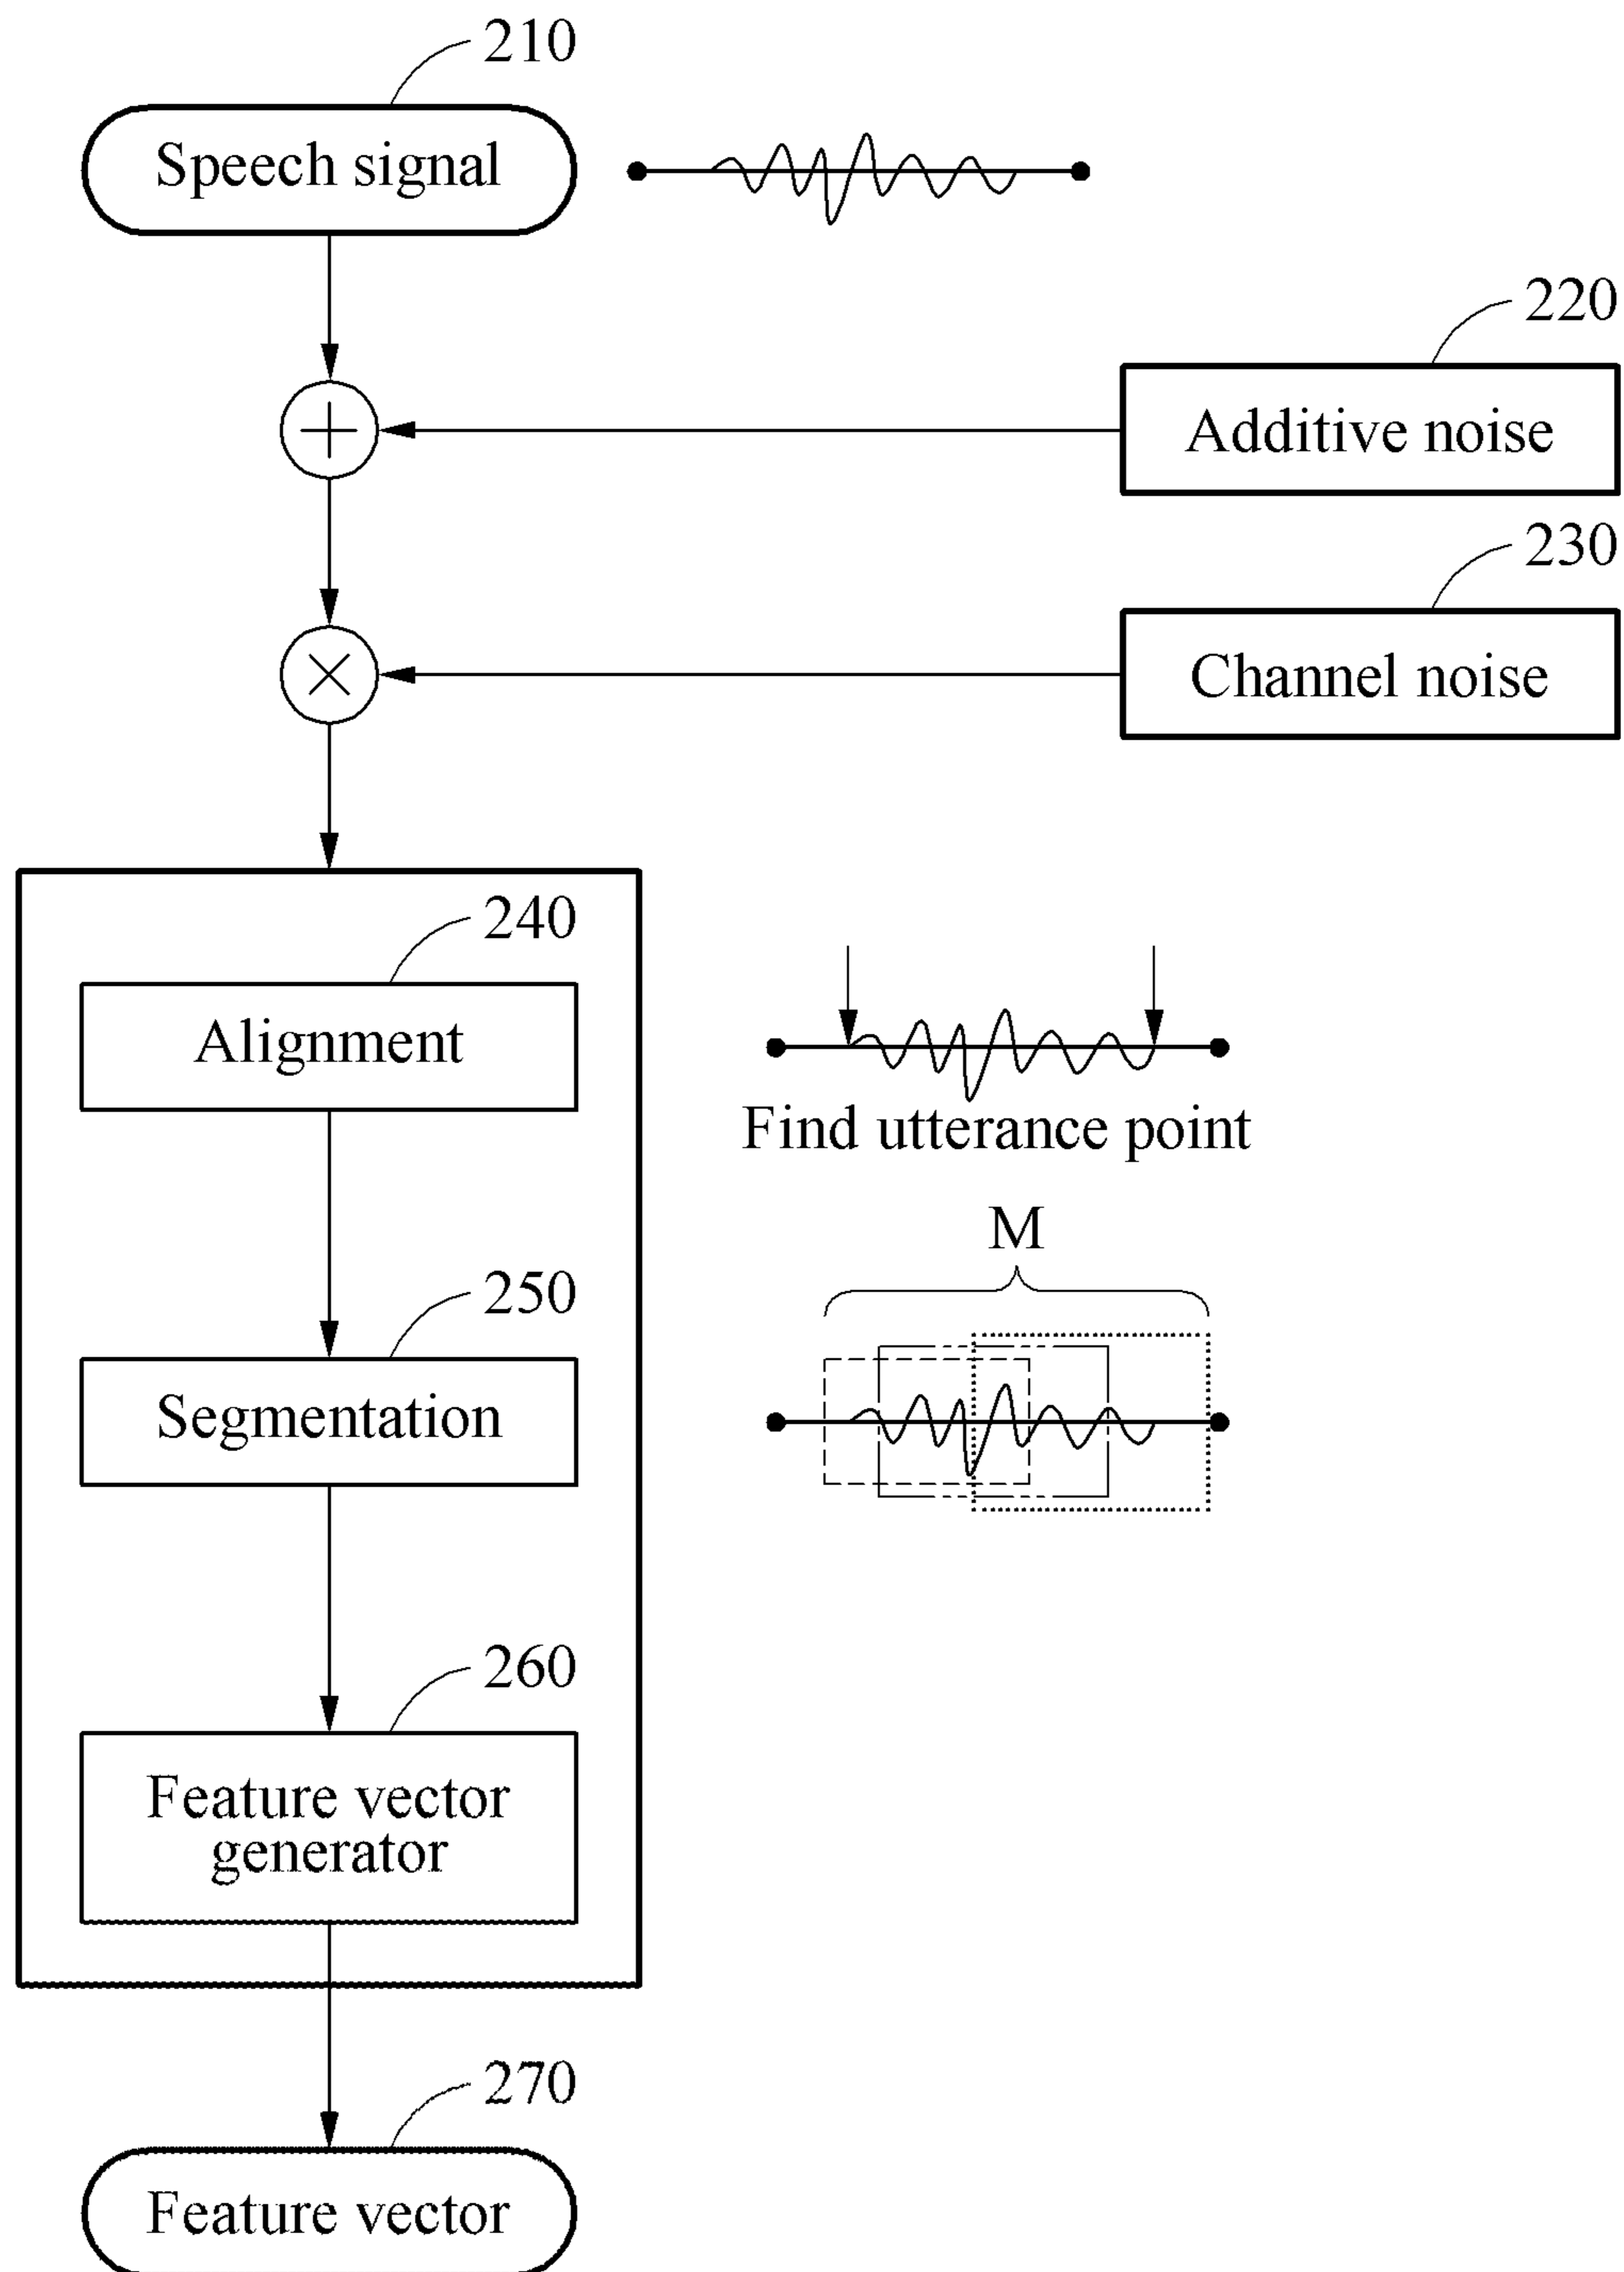 210
Speech signal
220
Additive noise
230
Channel noise
240
Alignment
Find utterance point
M
250
Segmentation
260
Feature vector
generator
270
Feature vector